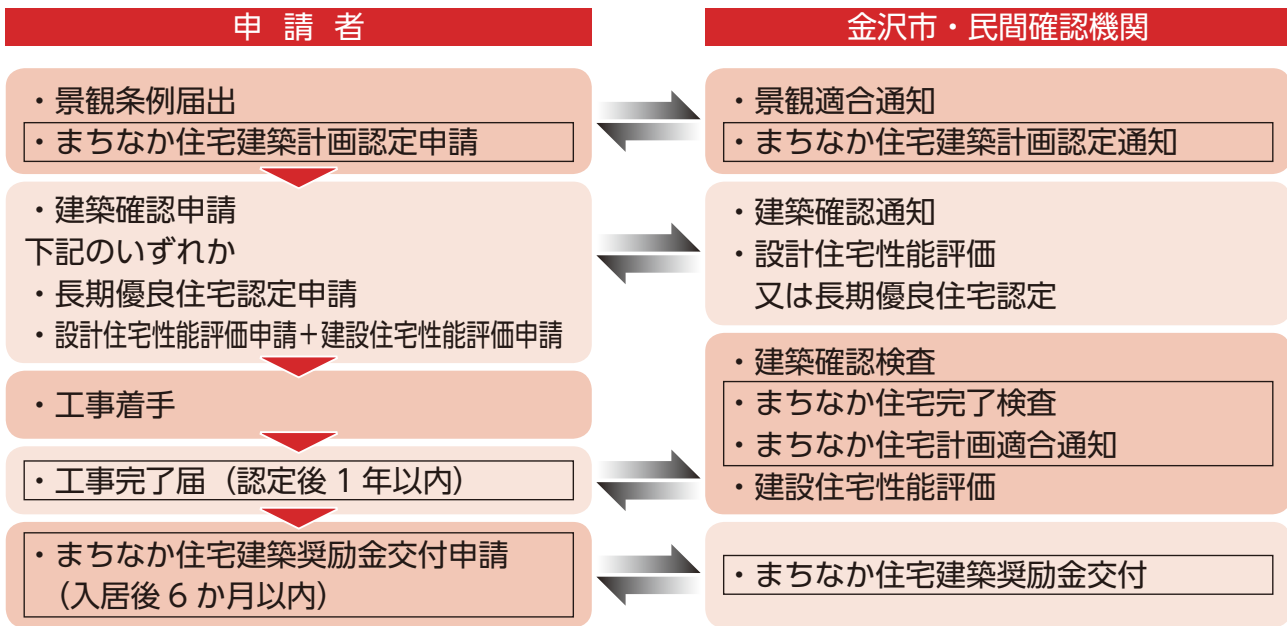 申請者
金沢市・民間確認機関
・景観条例届出
・まちなか住宅建築計画認定申請
・景観適合通知
・まちなか住宅建築計画認定通知
・建築確認申請
下記のいずれか
・長期優良住宅認定申請
・設計住宅性能評価申請＋建設住宅性能評価申請
・建築確認通知
・設計住宅性能評価
又は長期優良住宅認定
・工事着手
・工事完了届（認定後１年以内）
・建築確認検査
・まちなか住宅完了検査
・まちなか住宅計画適合通知
・建設住宅性能評価
・まちなか住宅建築奨励金交付申請
（入居後６か月以内）
・まちなか住宅建築奨励金交付